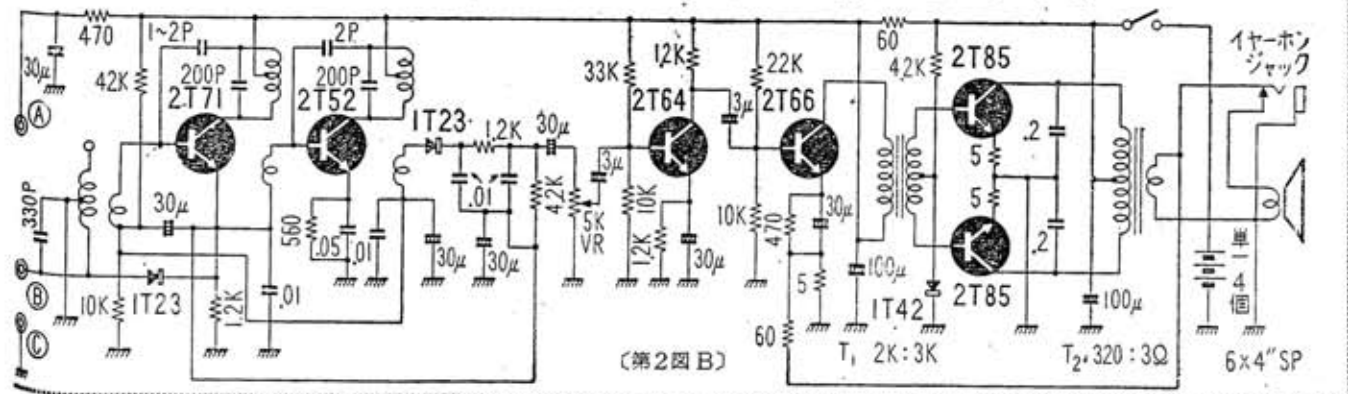 470
30μ
42K
1~2P
200P
2T71
2P
200P
2T52
1T23
1.2K
30μ
.01
3μ
4.2K
5K
VR
33K
12K
2T64
3μ
22K
2T66
60
4.2K
2T85
5
.2
5
.2
2T85
イヤーホン
ジャック
Ⓐ
330P
Ⓑ
Ⓒ
30μ
10K
1T23
1.2K
.01
560
.05
.01
30μ
30μ
10K
1.2K
30μ
10K
470
30μ
5
60
100μ
1T42
100μ
単一4個
T₁ 2K:3K
T₂.320:3Ω
6×4″SP
〔第2図B〕